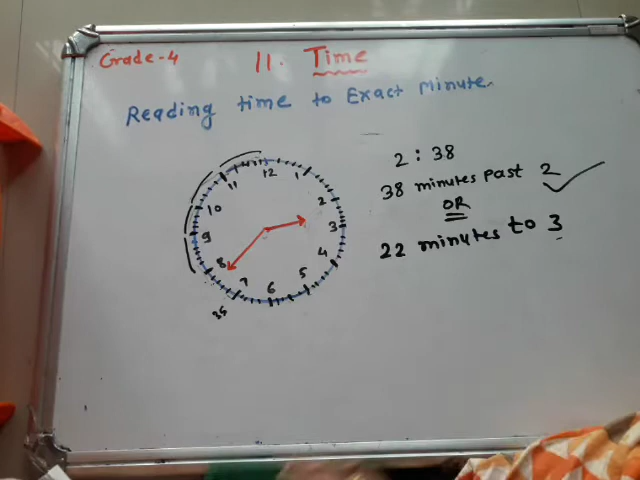 Grade-4
11. Time
Reading time to Exact Minute.
12
1
2
3
4
5
6
7
8
9
10
11
35
2 : 38
38 minutes past 2
OR
22 minutes to 3